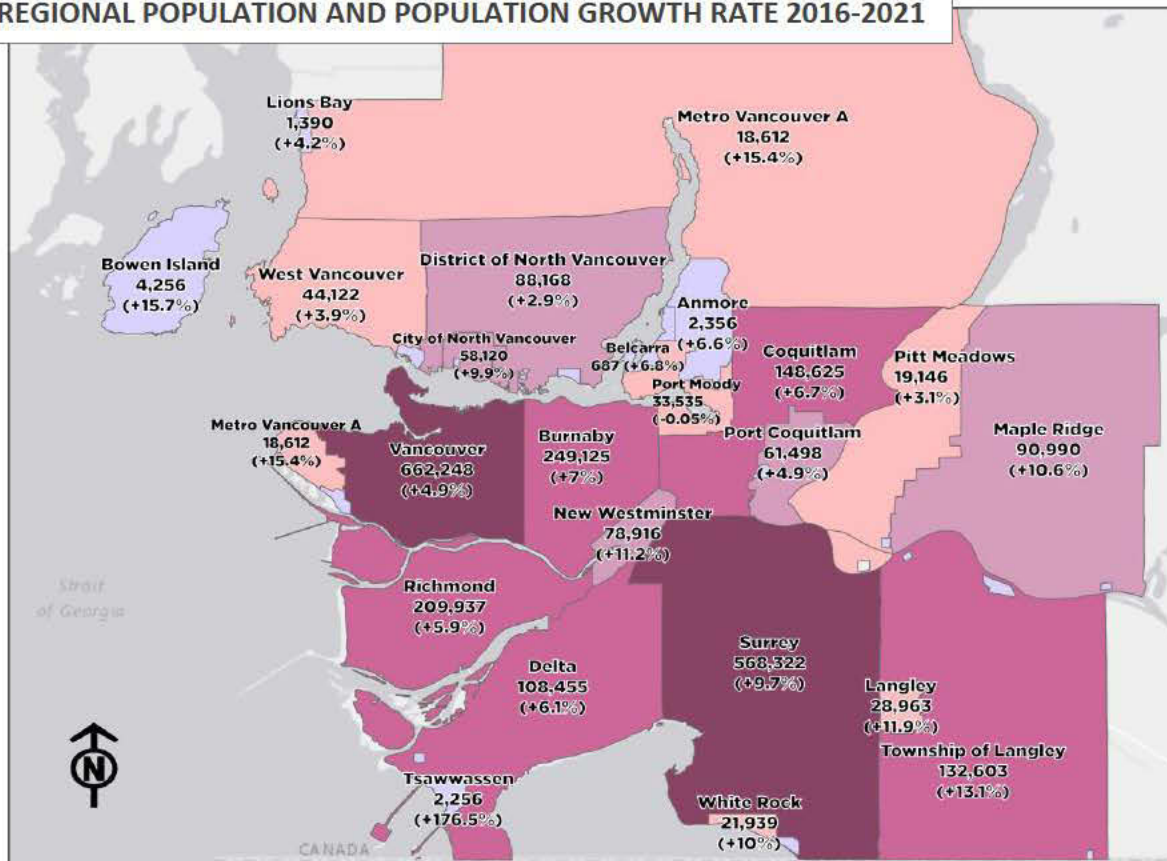 REGIONAL POPULATION AND POPULATION GROWTH RATE 2016-2021
Lions Bay
1,390
(+4.2%)
Metro Vancouver A
18,612
(+15.4%)
Bowen Island
4,256
(+15.7%)
West Vancouver
44,122
(+3.9%)
District of North Vancouver
88,168
(+2.9%)
Anmore
2,356
(+6.6%)
City of North Vancouver
58,120
(+9.9%)
Belcarra
687 (+6.8%)
Port Moody
33,535
(-0.05%)
Coquitlam
148,625
(+6.7%)
Pitt Meadows
19,146
(+3.1%)
Metro Vancouver A
18,612
(+15.4%)
Vancouver
662,248
(+4.9%)
Burnaby
249,125
(+7%)
Port Coquitlam
61,498
(+4.9%)
Maple Ridge
90,990
(+10.6%)
New Westminster
78,916
(+11.2%)
Strait
of Georgia
Richmond
209,937
(+5.9%)
Delta
108,455
(+6.1%)
Surrey
568,322
(+9.7%)
Langley
28,963
(+11.9%)
Township of Langley
132,603
(+13.1%)
N
Tsawwassen
2,256
(+176.5%)
White Rock
21,939
(+10%)
CANADA